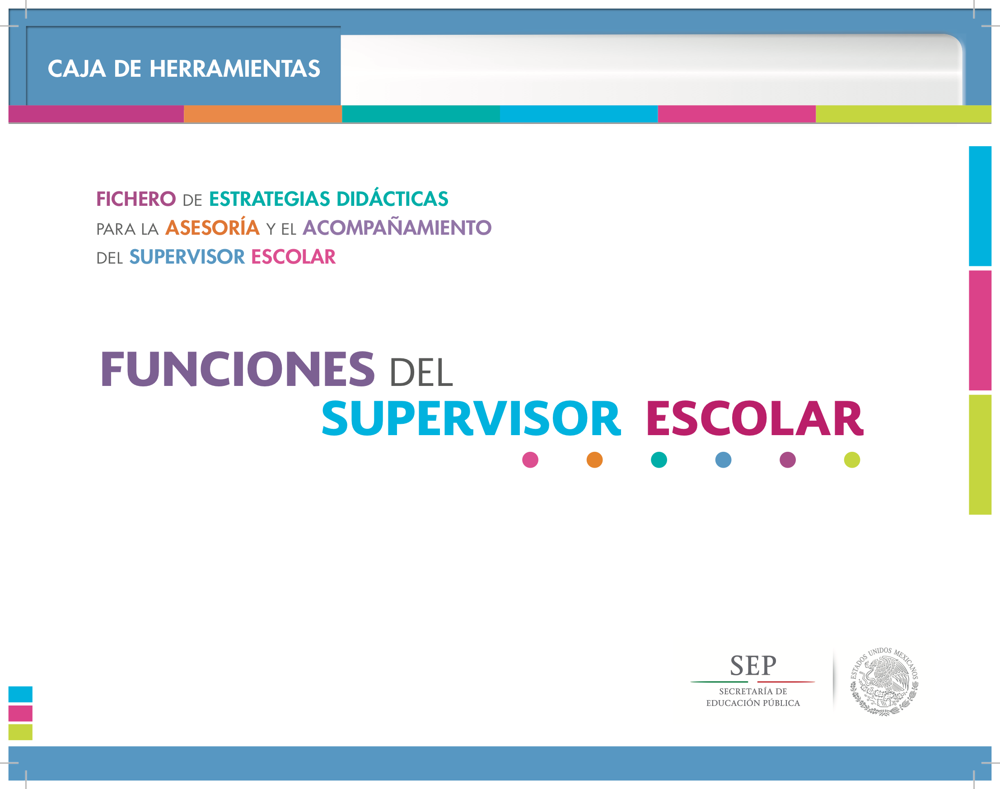 CAJA DE HERRAMIENTAS
FICHERO DE ESTRATEGIAS DIDÁCTICAS
PARA LA ASESORÍA Y EL ACOMPAÑAMIENTO
DEL SUPERVISOR ESCOLAR
FUNCIONES DEL
SUPERVISOR ESCOLAR
SEP
SECRETARÍA DE
EDUCACIÓN PÚBLICA
ESTADOS UNIDOS MEXICANOS